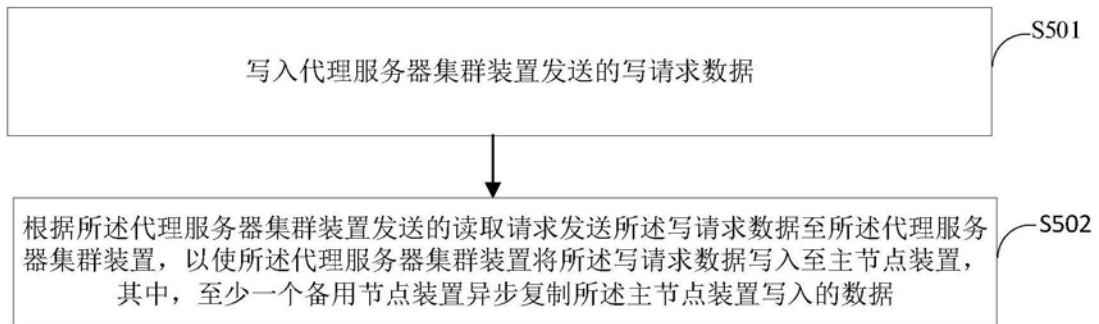 写入代理服务器集群装置发送的写请求数据
S501
根据所述代理服务器集群装置发送的读取请求发送所述写请求数据至所述代理服务
器集群装置，以使所述代理服务器集群装置将所述写请求数据写入至主节点装置，
其中，至少一个备用节点装置异步复制所述主节点装置写入的数据
S502